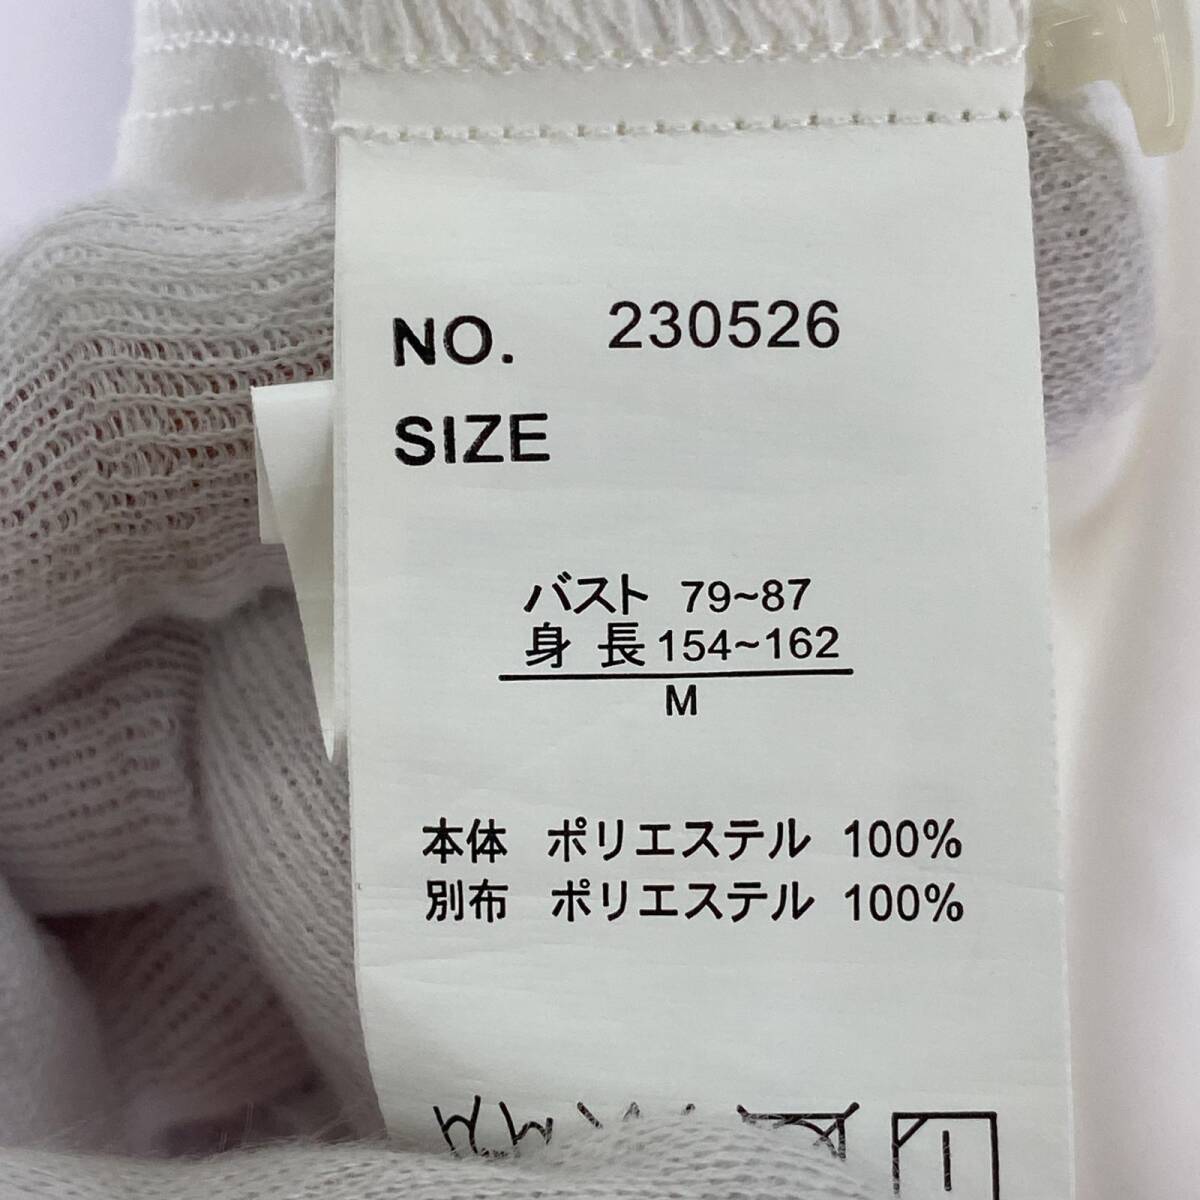 NO. 230526
SIZE
バスト 79~87
身 長 154~162
M
本体 ポリエステル 100%
別布 ポリエステル 100%